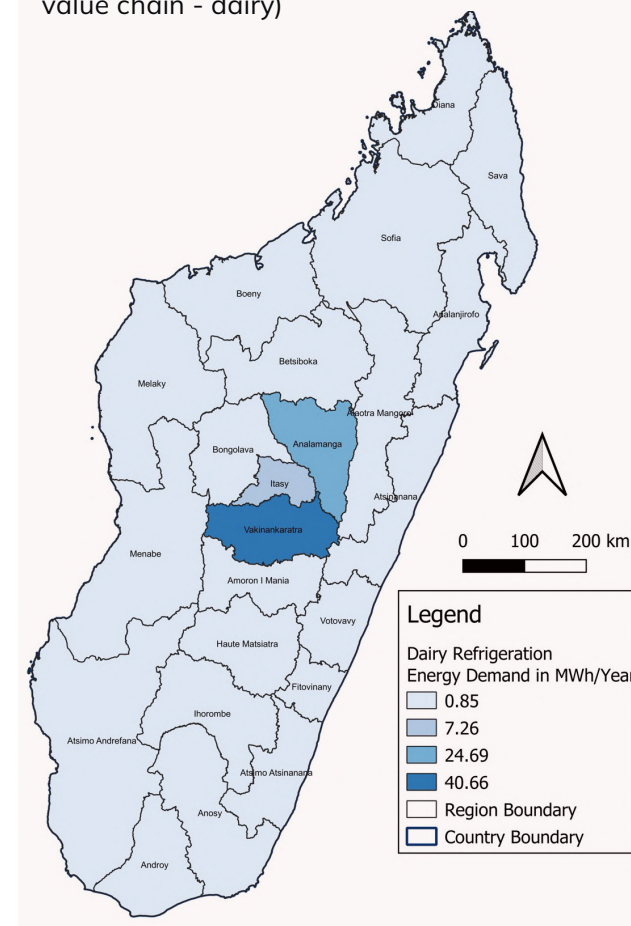 value chain - dairy)
Diana
Sava
Sofia
Boeny
Analanjirofo
Betsiboka
Melaky
Alaotra Mangoro
Bongolava
Analamanga
Itasy
Atsinanana
Vakinankaratra
Menabe
Amoron I Mania
Votovavy
Haute Matsiatra
Fitovinany
Ihorombe
Atsimo Andrefana
Atsimo Atsinanana
Anosy
Androy
0 100 200 km
Legend
Dairy Refrigeration
Energy Demand in MWh/Year
0.85
7.26
24.69
40.66
Region Boundary
Country Boundary